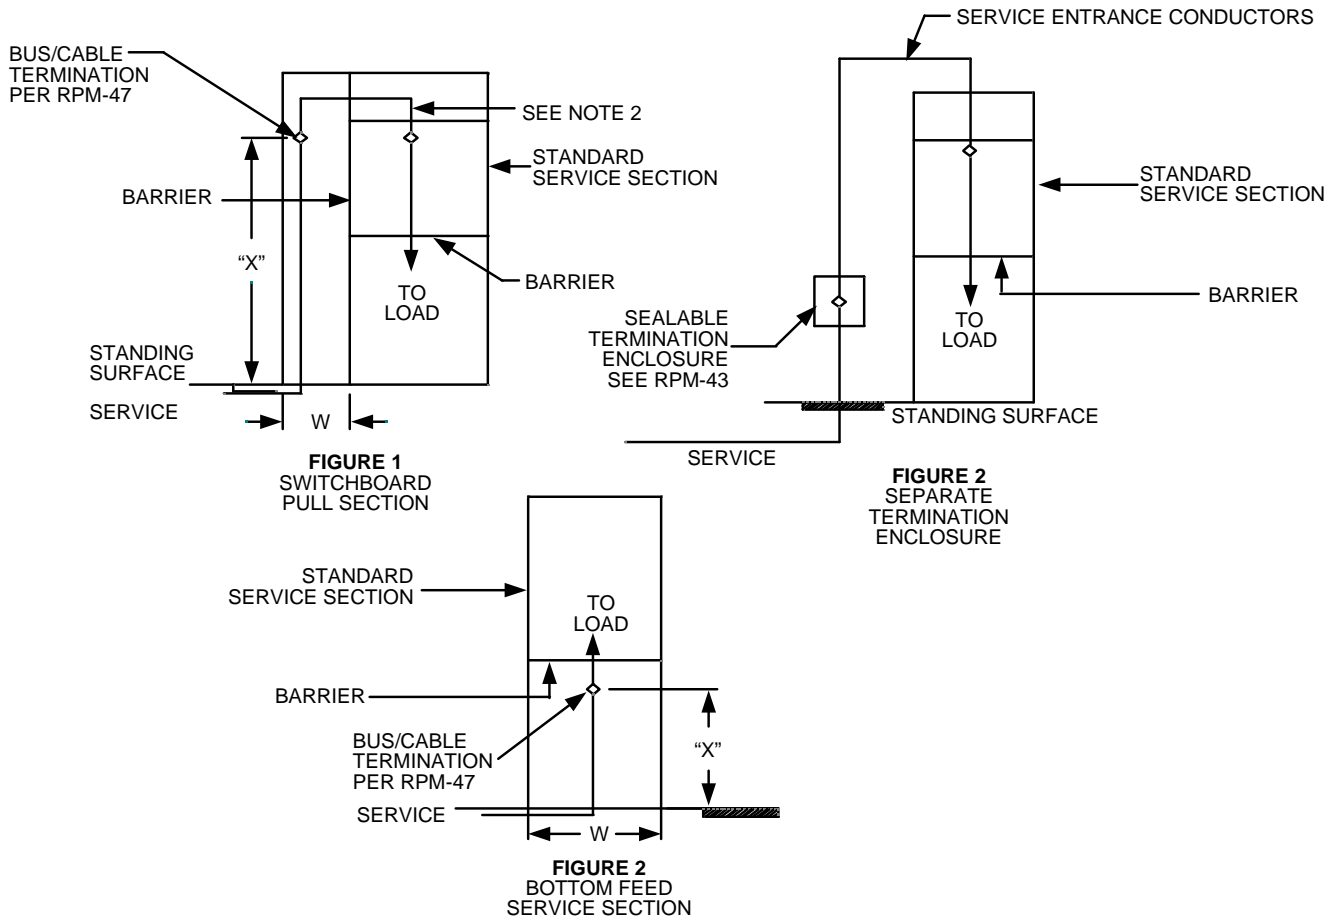 BUS/CABLE
TERMINATION
PER RPM-47
SEE NOTE 2
STANDARD
SERVICE SECTION
BARRIER
“X”
BARRIER
TO
LOAD
STANDING
SURFACE
SERVICE
W
FIGURE 1
SWITCHBOARD
PULL SECTION
SERVICE ENTRANCE CONDUCTORS
STANDARD
SERVICE SECTION
BARRIER
SEALABLE
TERMINATION
ENCLOSURE
SEE RPM-43
TO
LOAD
STANDING SURFACE
SERVICE
FIGURE 2
SEPARATE
TERMINATION
ENCLOSURE
STANDARD
SERVICE SECTION
TO
LOAD
BARRIER
BUS/CABLE
TERMINATION
PER RPM-47
“X”
SERVICE
W
FIGURE 2
BOTTOM FEED
SERVICE SECTION